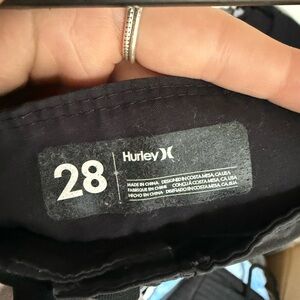 28
Hurley
MADE IN CHINA DESIGNED IN COSTA MESA, CA, USA
FABRIQUÉ EN CHINE CONÇU À COSTA MESA, CA, USA
HECHO EN CHINA DISEÑADO EN COSTA MESA, CA, EUA